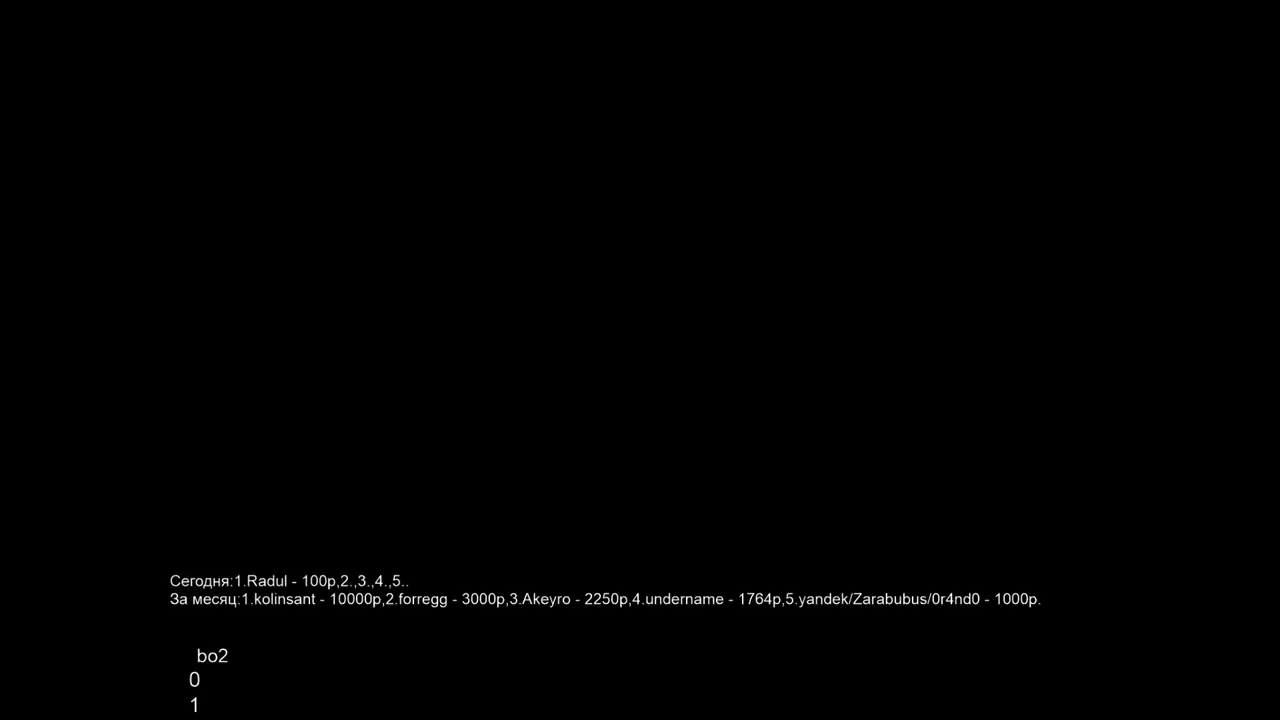 Сегодня:1.Radul - 100р,2.,3.,4.,5..
За месяц:1.kolinsant - 10000р,2.forregg - 3000р,3.Akeyro - 2250р,4.undername - 1764р,5.yandek/Zarabubus/0r4nd0 - 1000р.
bo2
0
1